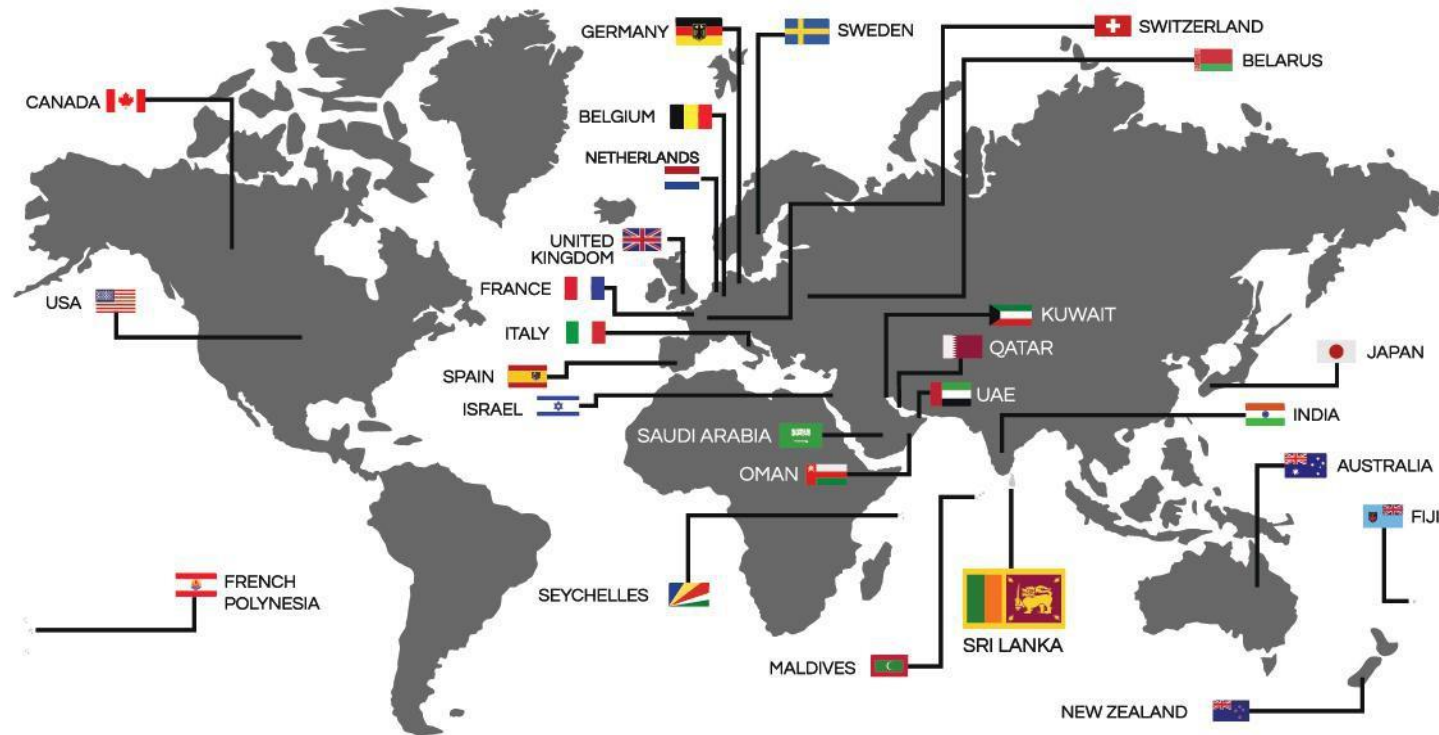 GERMANY
SWEDEN
SWITZERLAND
BELARUS
CANADA
BELGIUM
NETHERLANDS
UNITED
KINGDOM
USA
FRANCE
KUWAIT
ITALY
QATAR
JAPAN
SPAIN
UAE
ISRAEL
INDIA
SAUDI ARABIA
OMAN
AUSTRALIA
FIJI
FRENCH
POLYNESIA
SEYCHELLES
SRI LANKA
MALDIVES
NEW ZEALAND